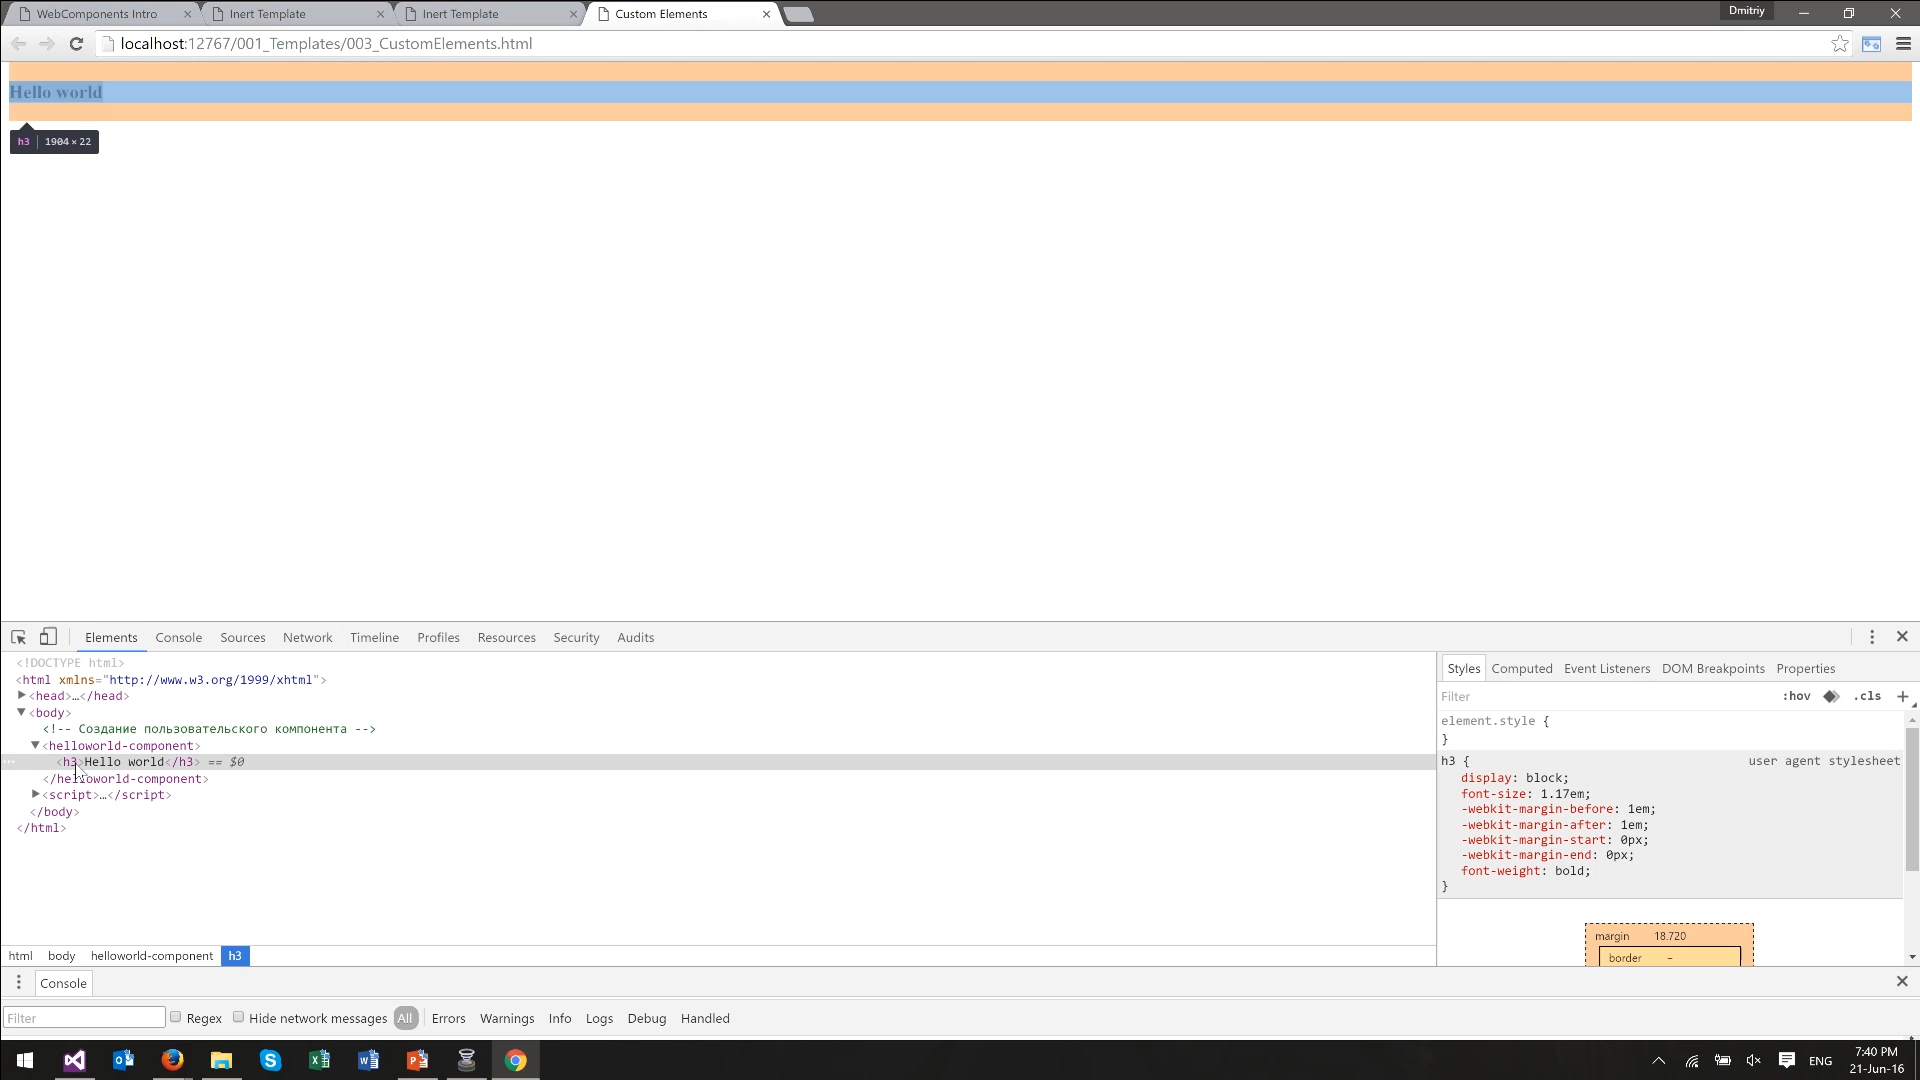 WebComponents Intro
Inert Template
Inert Template
Custom Elements
Dmitriy
localhost:12767/001_Templates/003_CustomElements.html
Hello world
h3 1904 × 22
Elements Console Sources Network Timeline Profiles Resources Security Audits
<!DOCTYPE html>
<html xmlns="http://www.w3.org/1999/xhtml">
<head>…</head>
<body>
<!-- Создание пользовательского компонента -->
<helloworld-component>
<h3>Hello world</h3> == $0
</helloworld-component>
<script>…</script>
</body>
</html>
html body helloworld-component h3
Styles Computed Event Listeners DOM Breakpoints Properties
Filter :hov .cls +
element.style {
}
h3 { user agent stylesheet
display: block;
font-size: 1.17em;
-webkit-margin-before: 1em;
-webkit-margin-after: 1em;
-webkit-margin-start: 0px;
-webkit-margin-end: 0px;
font-weight: bold;
}
margin 18.720
border –
Console
Filter Regex Hide network messages All Errors Warnings Info Logs Debug Handled
ENG
7:40 PM
21-Jun-16